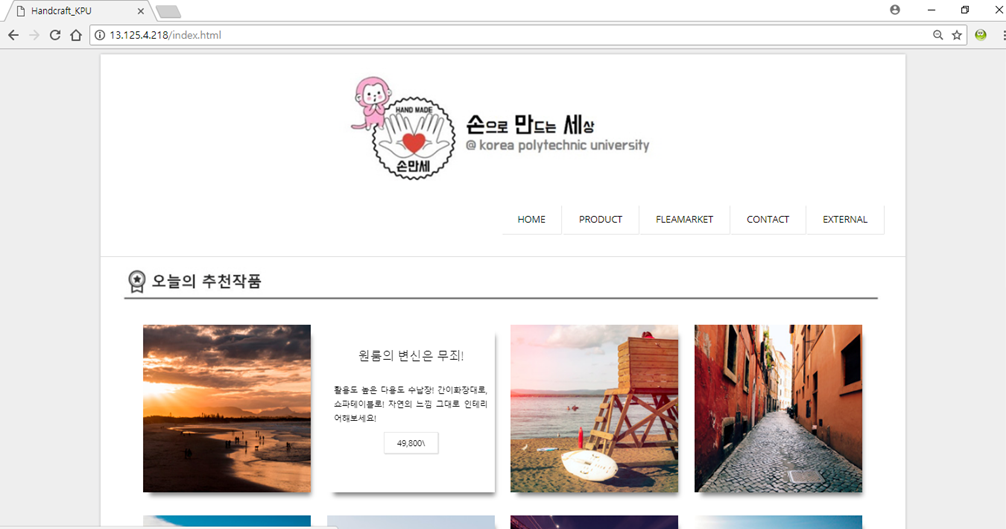 Handcraft_KPU
13.125.4.218/index.html
HAND MADE
손만세
손으로 만드는 세상
@ korea polytechnic university
HOME
PRODUCT
FLEAMARKET
CONTACT
EXTERNAL
오늘의 추천작품
원룸의 변신은 무죄!
활용도 높은 다용도 수납장! 간이화장대로,
쇼파테이블로! 자연의 느낌 그대로 인테리
어해보세요!
49,800\